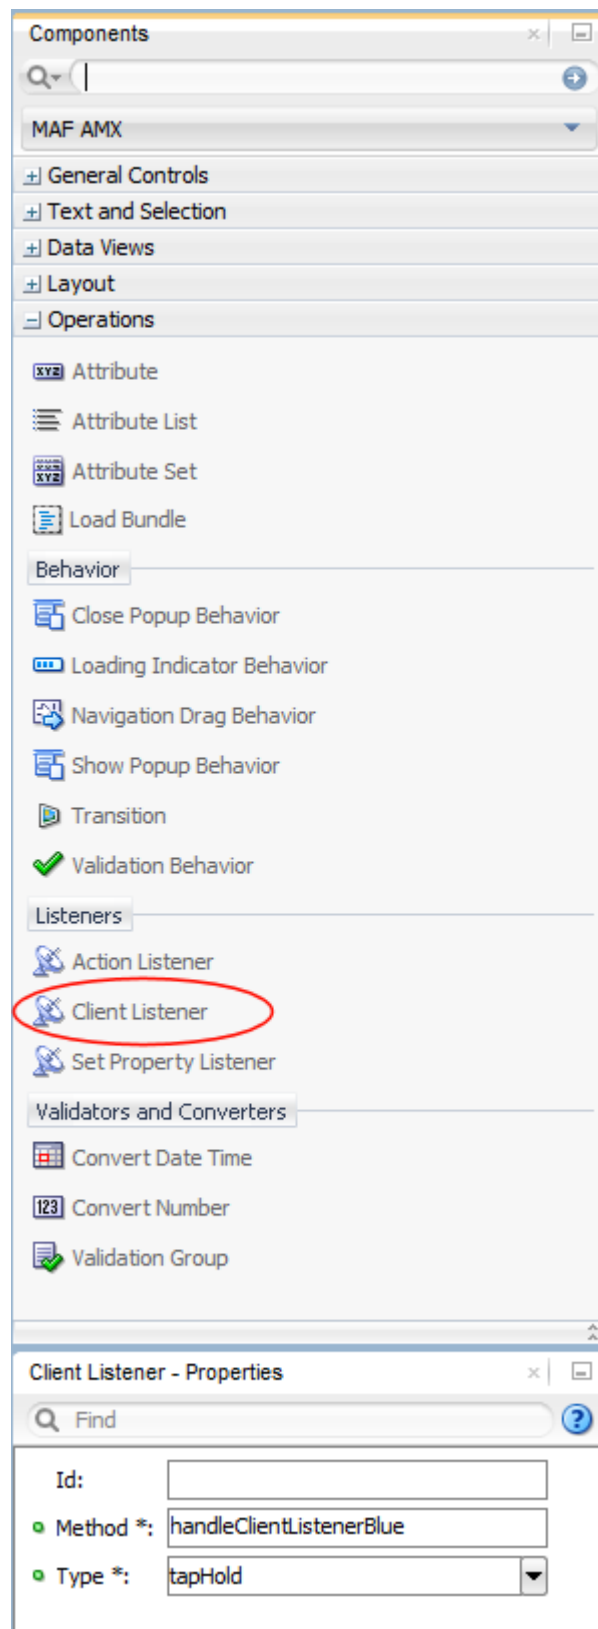 Components
MAF AMX
General Controls
Text and Selection
Data Views
Layout
Operations
XYZ Attribute
Attribute List
XYZ Attribute Set
Load Bundle
Behavior
Close Popup Behavior
Loading Indicator Behavior
Navigation Drag Behavior
Show Popup Behavior
Transition
Validation Behavior
Listeners
Action Listener
Client Listener
Set Property Listener
Validators and Converters
Convert Date Time
123 Convert Number
Validation Group
Client Listener - Properties
Find
Id:
Method *: handleClientListenerBlue
Type *: tapHold